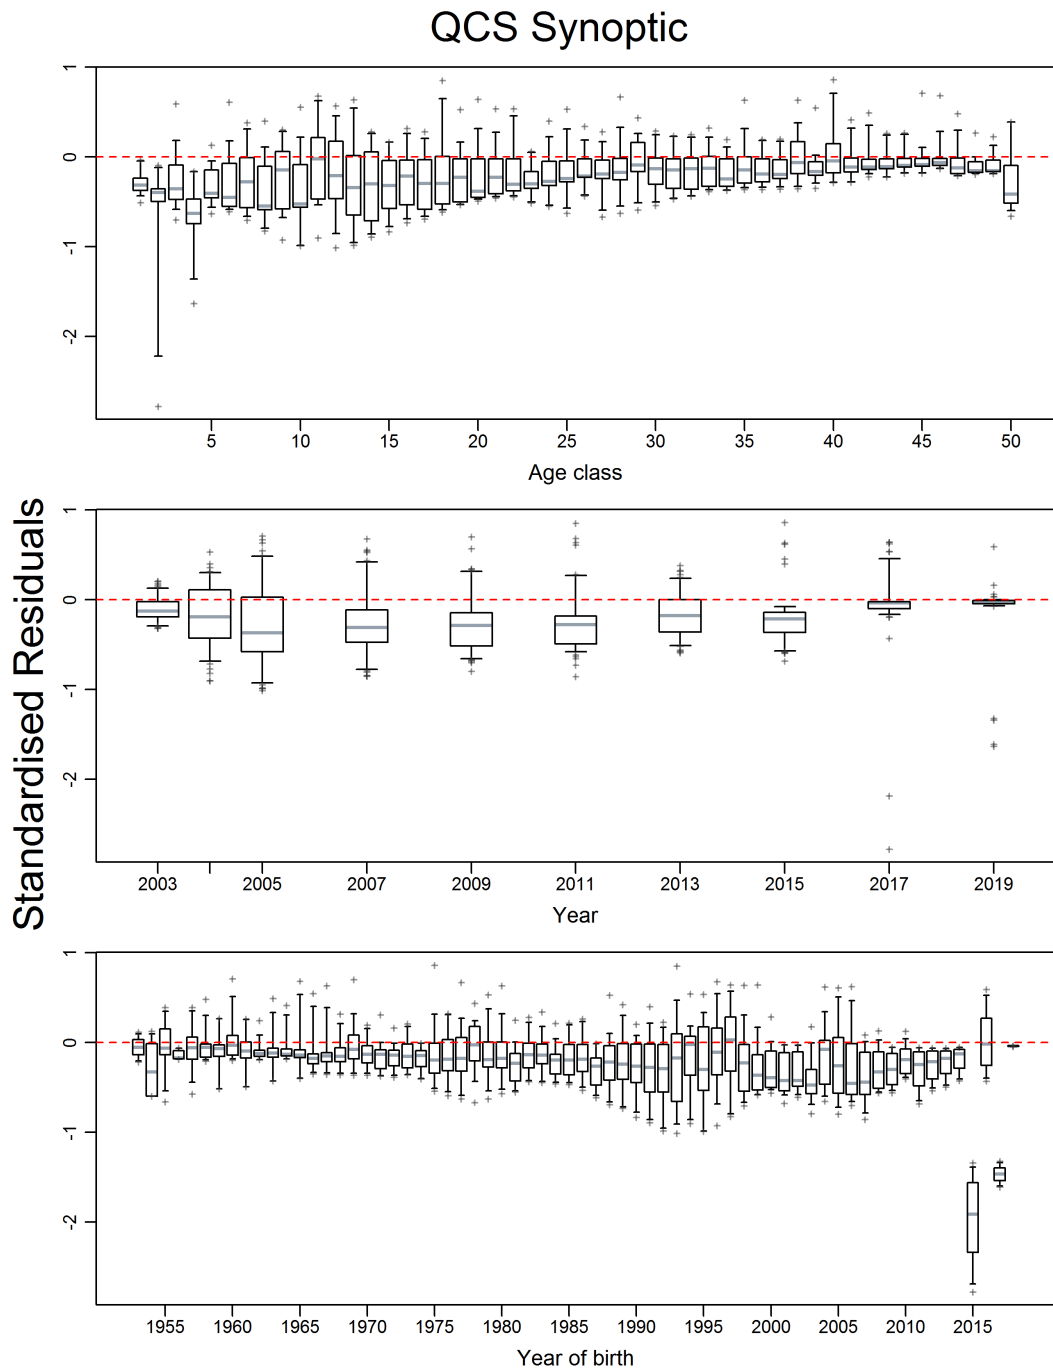 QCS Synoptic
Standardised Residuals
1
0
-1
-2
5 10 15 20 25 30 35 40 45 50
Age class
1
0
-1
-2
2003 2005 2007 2009 2011 2013 2015 2017 2019
Year
1
0
-1
-2
1955 1960 1965 1970 1975 1980 1985 1990 1995 2000 2005 2010 2015
Year of birth